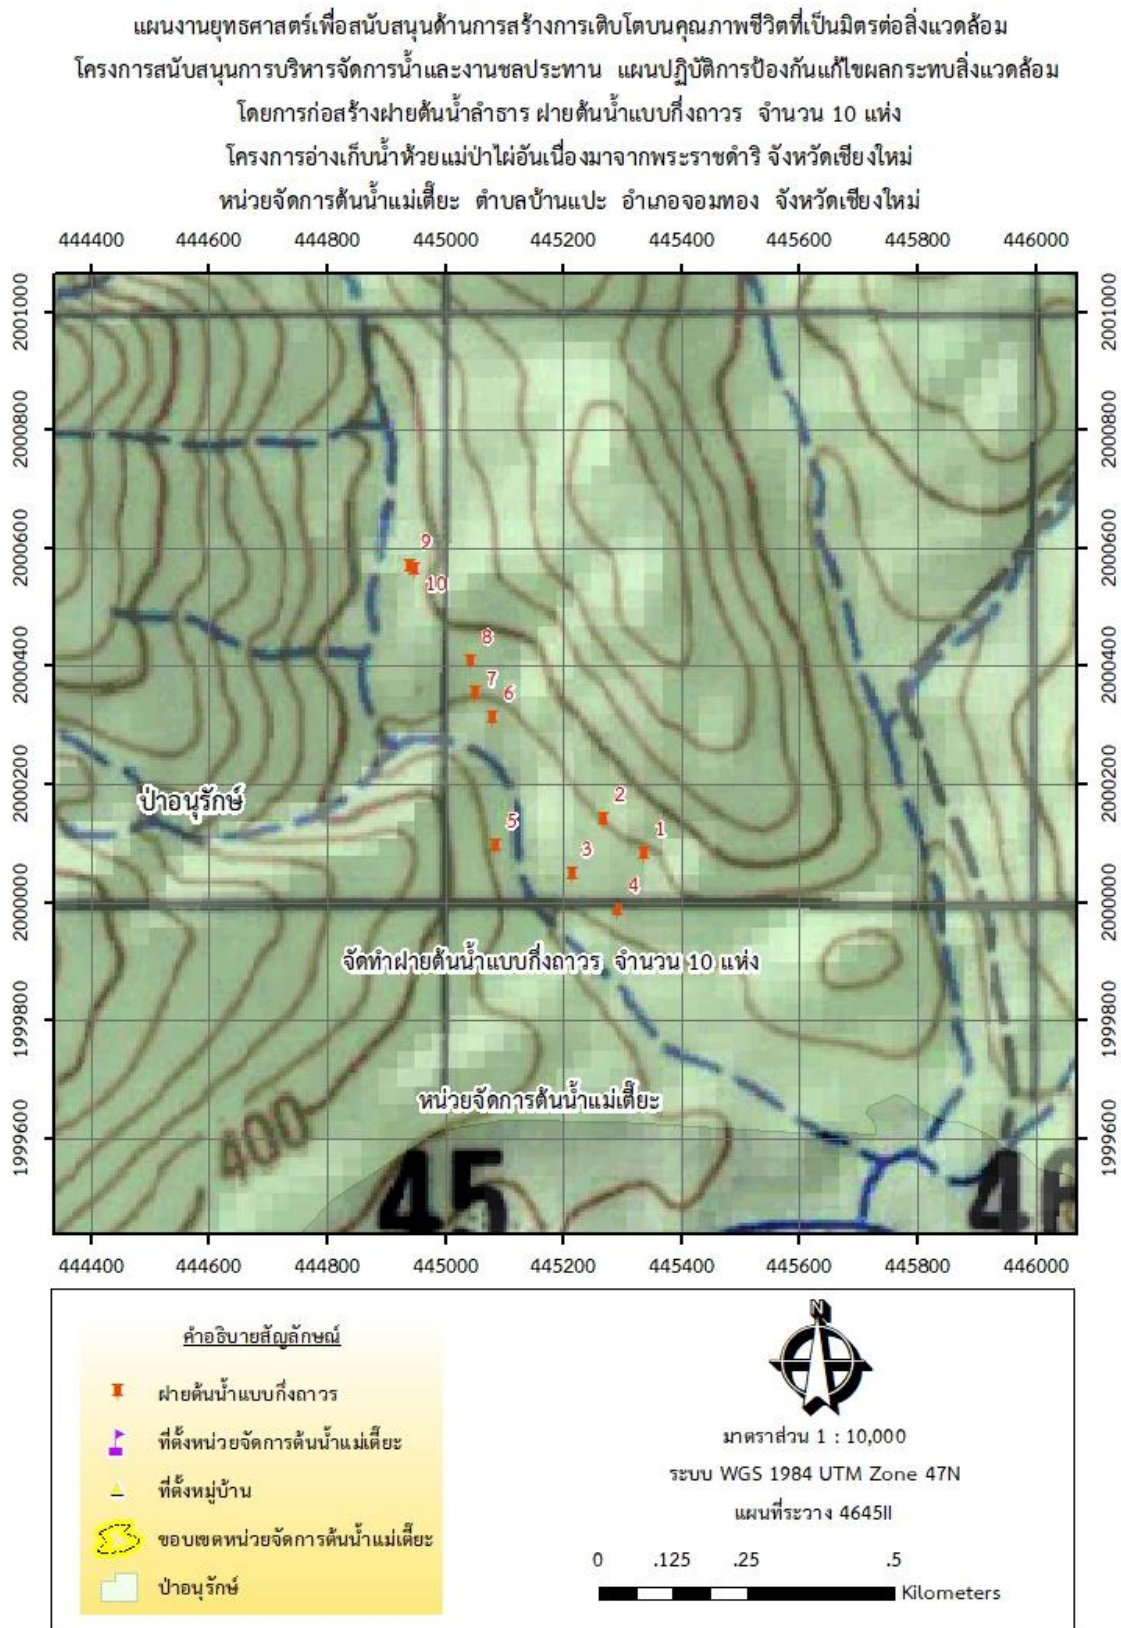 แผนงานยุทธศาสตร์เพื่อสนับสนุนด้านการสร้างการเติบโตบนคุณภาพชีวิตที่เป็นมิตรต่อสิ่งแวดล้อม
โครงการสนับสนุนการบริหารจัดการน้ำและงานชลประทาน แผนปฏิบัติการป้องกันแก้ไขผลกระทบสิ่งแวดล้อม
โดยการก่อสร้างฝายต้นน้ำลำธาร ฝายต้นน้ำแบบกึ่งถาวร จำนวน 10 แห่ง
โครงการอ่างเก็บน้ำห้วยแม่ป่าไผ่อันเนื่องมาจากพระราชดำริ จังหวัดเชียงใหม่
หน่วยจัดการต้นน้ำแม่เตี๊ยะ ตำบลบ้านแปะ อำเภอจอมทอง จังหวัดเชียงใหม่
444400 444600 444800 445000 445200 445400 445600 445800 446000
2001000 2001000
2000800 2000800
2000600 2000600
9
10
8
2000400 2000400
7
6
2000200 2000200
ป่าอนุรักษ์
2
5
1
3
4
2000000 2000000
จัดทำฝายต้นน้ำแบบกึ่งถาวร จำนวน 10 แห่ง
1999800 1999800
หน่วยจัดการต้นน้ำแม่เตี๊ยะ
400
1999600 1999600
45 46
444400 444600 444800 445000 445200 445400 445600 445800 446000
คำอธิบายสัญลักษณ์
ฝายต้นน้ำแบบกึ่งถาวร
ที่ตั้งหน่วยจัดการต้นน้ำแม่เตี๊ยะ
ที่ตั้งหมู่บ้าน
ขอบเขตหน่วยจัดการต้นน้ำแม่เตี๊ยะ
ป่าอนุรักษ์
N
มาตราส่วน 1 : 10,000
ระบบ WGS 1984 UTM Zone 47N
แผนที่ระวาง 4645II
0 .125 .25 .5
Kilometers